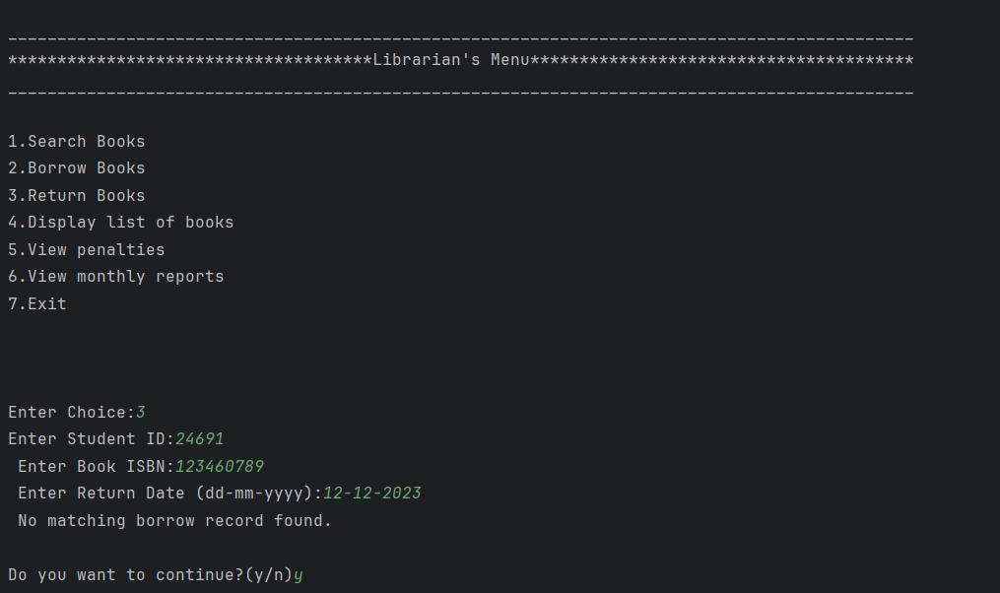 ____________________________________________________________________________________________
*************************************Librarian's Menu***************************************
____________________________________________________________________________________________
1.Search Books
2.Borrow Books
3.Return Books
4.Display list of books
5.View penalties
6.View monthly reports
7.Exit
Enter Choice:3
Enter Student ID:24691
Enter Book ISBN:123460789
Enter Return Date (dd-mm-yyyy):12-12-2023
No matching borrow record found.
Do you want to continue?(y/n)y